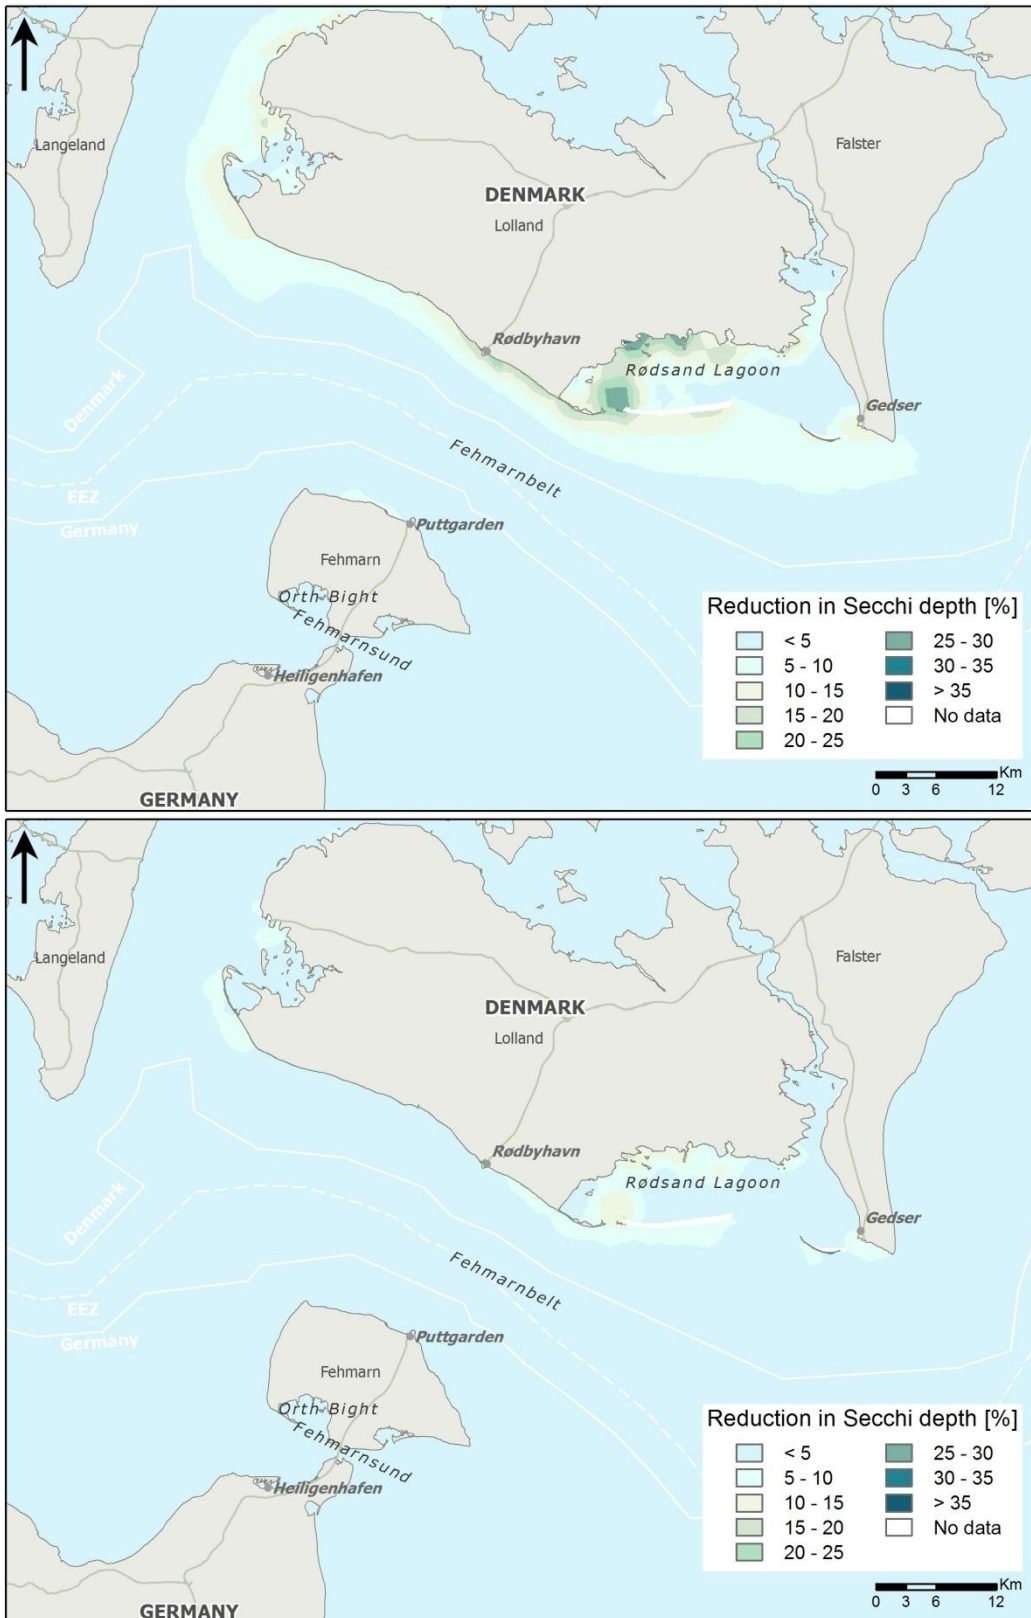 Langeland
Falster
DENMARK
Lolland
Rødbyhavn
Rødsand Lagoon
Denmark
Gedser
Fehmarnbelt
EEZ
Germany
Puttgarden
Fehmarn
Orth Bight
Fehmarnsund
Heiligenhafen
GERMANY
Reduction in Secchi depth [%]
< 5
5 - 10
10 - 15
15 - 20
20 - 25
25 - 30
30 - 35
> 35
No data
Km
0 3 6 12
Langeland
Falster
DENMARK
Lolland
Rødbyhavn
Rødsand Lagoon
Denmark
Gedser
Fehmarnbelt
EEZ
Germany
Puttgarden
Fehmarn
Orth Bight
Fehmarnsund
Heiligenhafen
GERMANY
Reduction in Secchi depth [%]
< 5
5 - 10
10 - 15
15 - 20
20 - 25
25 - 30
30 - 35
> 35
No data
Km
0 3 6 12